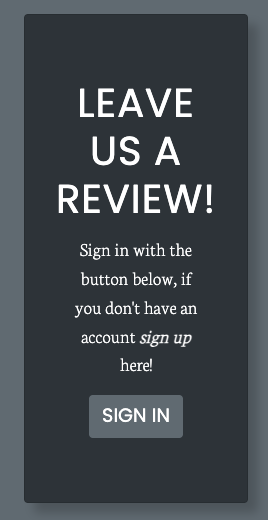 LEAVE
US A
REVIEW!
Sign in with the
button below, if
you don't have an
account sign up
here!
SIGN IN